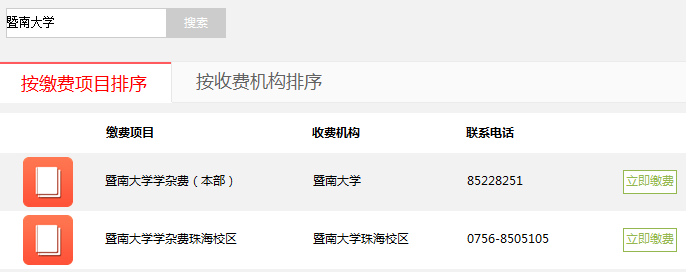 暨南大学 搜索
按缴费项目排序 按收费机构排序
缴费项目 收费机构 联系电话
暨南大学学杂费（本部） 暨南大学 85228251 立即缴费
暨南大学学杂费珠海校区 暨南大学珠海校区 0756-8505105 立即缴费